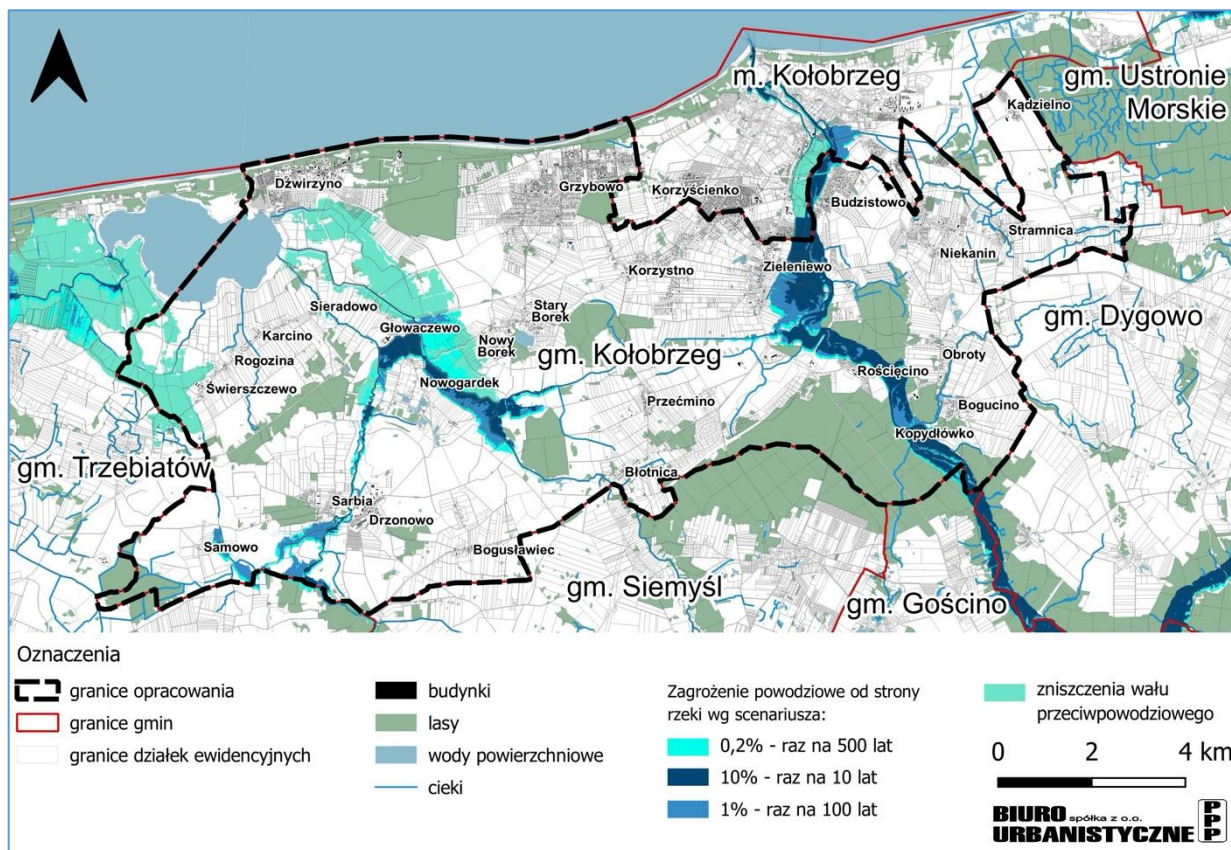 m. Kołobrzeg
gm. Ustronie
Morskie
Kądzielno
Dźwirzyno
Grzybowo
Korzyścienko
Budzistowo
Stramnica
Niekanin
Korzystno
Zieleniewo
Sieradowo
Stary
Borek
Głowaczewo
Nowy
Borek
Karcino
Rogozina
gm. Kołobrzeg
gm. Dygowo
Obroty
Świerszczewo
Nowogardek
Rościęcino
Przećmino
Bogucino
Kopydłówko
gm. Trzebiatów
Błotnica
Sarbia
Drzonowo
Samowo
Bogusławiec
gm. Siemyśl
gm. Gościno
Oznaczenia
granice opracowania
granice gmin
granice działek ewidencyjnych
budynki
lasy
wody powierzchniowe
cieki
Zagrożenie powodziowe od strony
rzeki wg scenariusza:
0,2% - raz na 500 lat
10% - raz na 10 lat
1% - raz na 100 lat
zniszczenia wału
przeciwpowodziowego
0 2 4 km
BIURO spółka z o.o.
URBANISTYCZNE
PPP